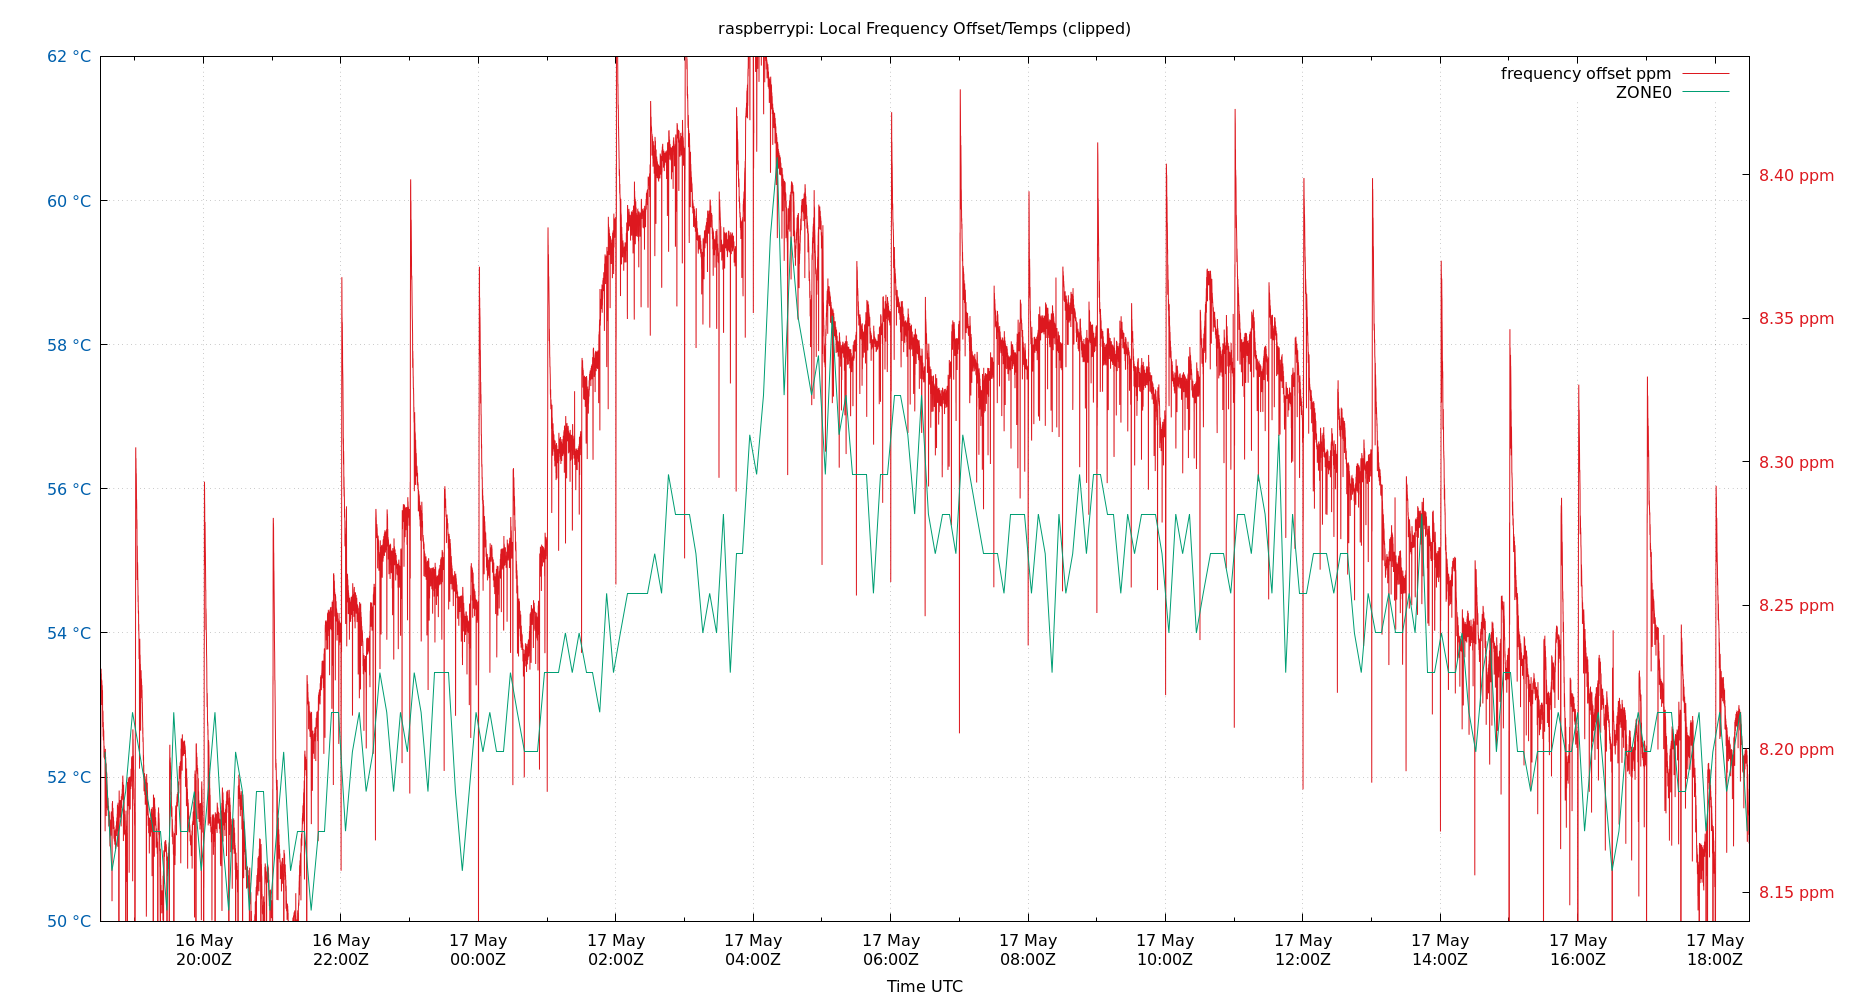 raspberrypi: Local Frequency Offset/Temps (clipped)
62 °C
60 °C
58 °C
56 °C
54 °C
52 °C
50 °C
frequency offset ppm
ZONE0
8.40 ppm
8.35 ppm
8.30 ppm
8.25 ppm
8.20 ppm
8.15 ppm
16 May
20:00Z
16 May
22:00Z
17 May
00:00Z
17 May
02:00Z
17 May
04:00Z
17 May
06:00Z
17 May
08:00Z
17 May
10:00Z
17 May
12:00Z
17 May
14:00Z
17 May
16:00Z
17 May
18:00Z
Time UTC